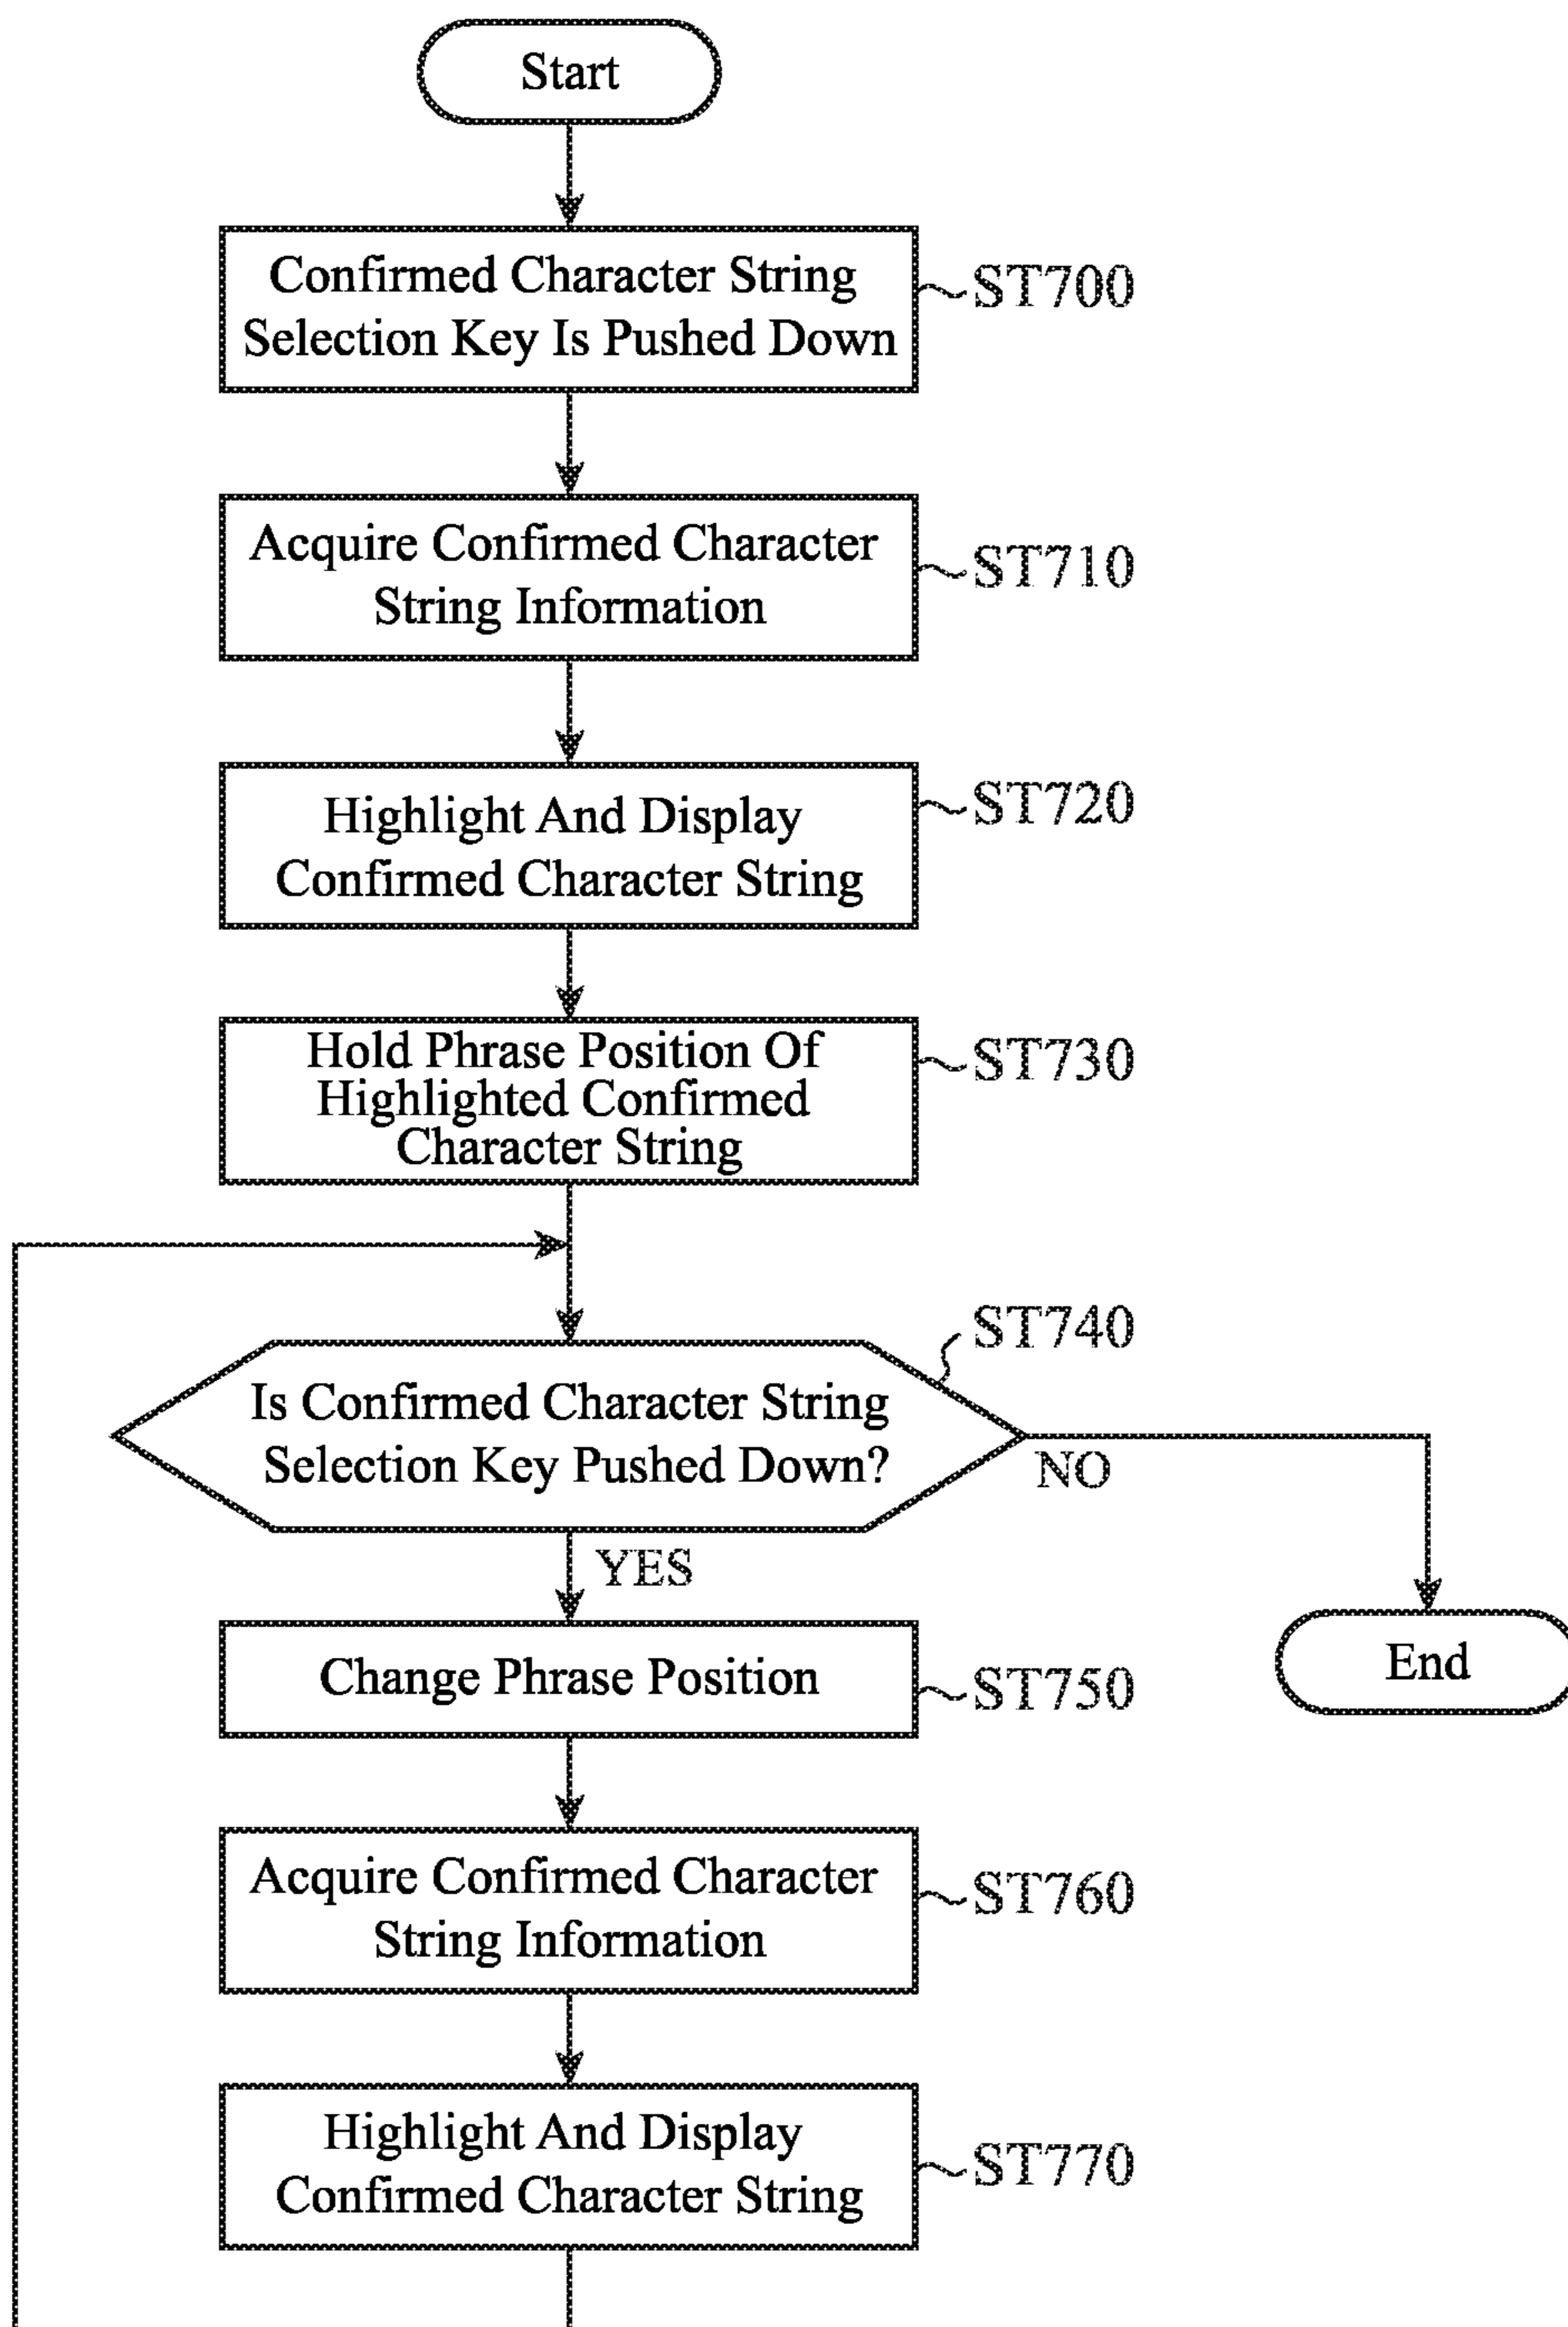 Start
Confirmed Character String
Selection Key Is Pushed Down
ST700
Acquire Confirmed Character
String Information
ST710
Highlight And Display
Confirmed Character String
ST720
Hold Phrase Position Of
Highlighted Confirmed
Character String
ST730
ST740
Is Confirmed Character String
Selection Key Pushed Down?
NO
YES
Change Phrase Position
ST750
End
Acquire Confirmed Character
String Information
ST760
Highlight And Display
Confirmed Character String
ST770